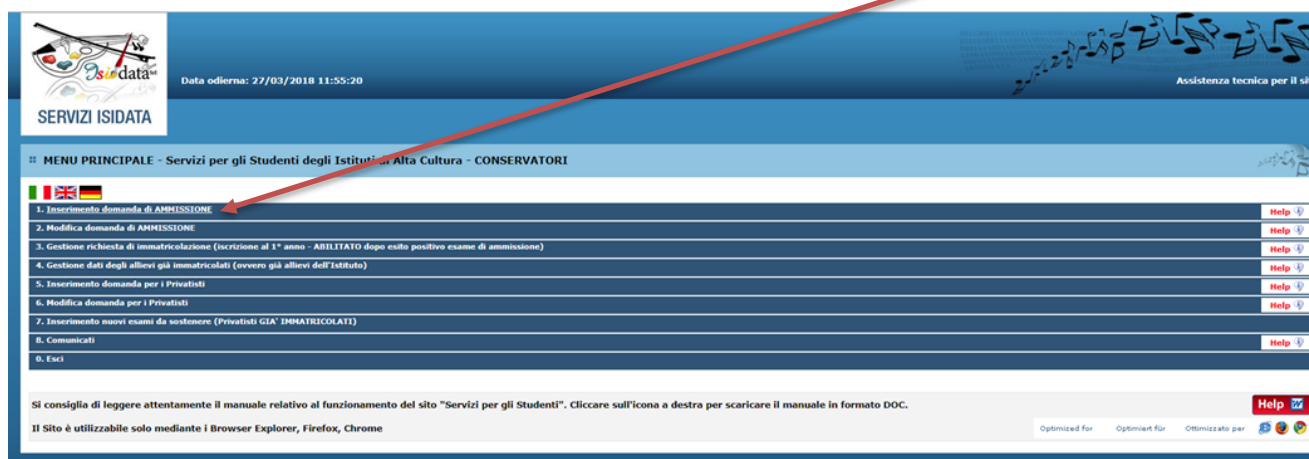 Isidata srl
Data odierna: 27/03/2018 11:55:20
Assistenza tecnica per il si
SERVIZI ISIDATA
MENU PRINCIPALE - Servizi per gli Studenti degli Istituti di Alta Cultura - CONSERVATORI
1. Inserimento domanda di AMMISSIONE Help
2. Modifica domanda di AMMISSIONE Help
3. Gestione richiesta di immatricolazione (iscrizione al 1° anno - ABILITATO dopo esito positivo esame di ammissione) Help
4. Gestione dati degli allievi già immatricolati (ovvero già allievi dell'Istituto) Help
5. Inserimento domanda per i Privatisti Help
6. Modifica domanda per i Privatisti Help
7. Inserimento nuovi esami da sostenere (Privatisti GIA' IMMATRICOLATI)
8. Comunicati Help
0. Esci
Si consiglia di leggere attentamente il manuale relativo al funzionamento del sito "Servizi per gli Studenti". Cliccare sull'icona a destra per scaricare il manuale in formato DOC. Help
Il Sito è utilizzabile solo mediante i Browser Explorer, Firefox, Chrome
Optimized for Optimiert für Ottimizzato per